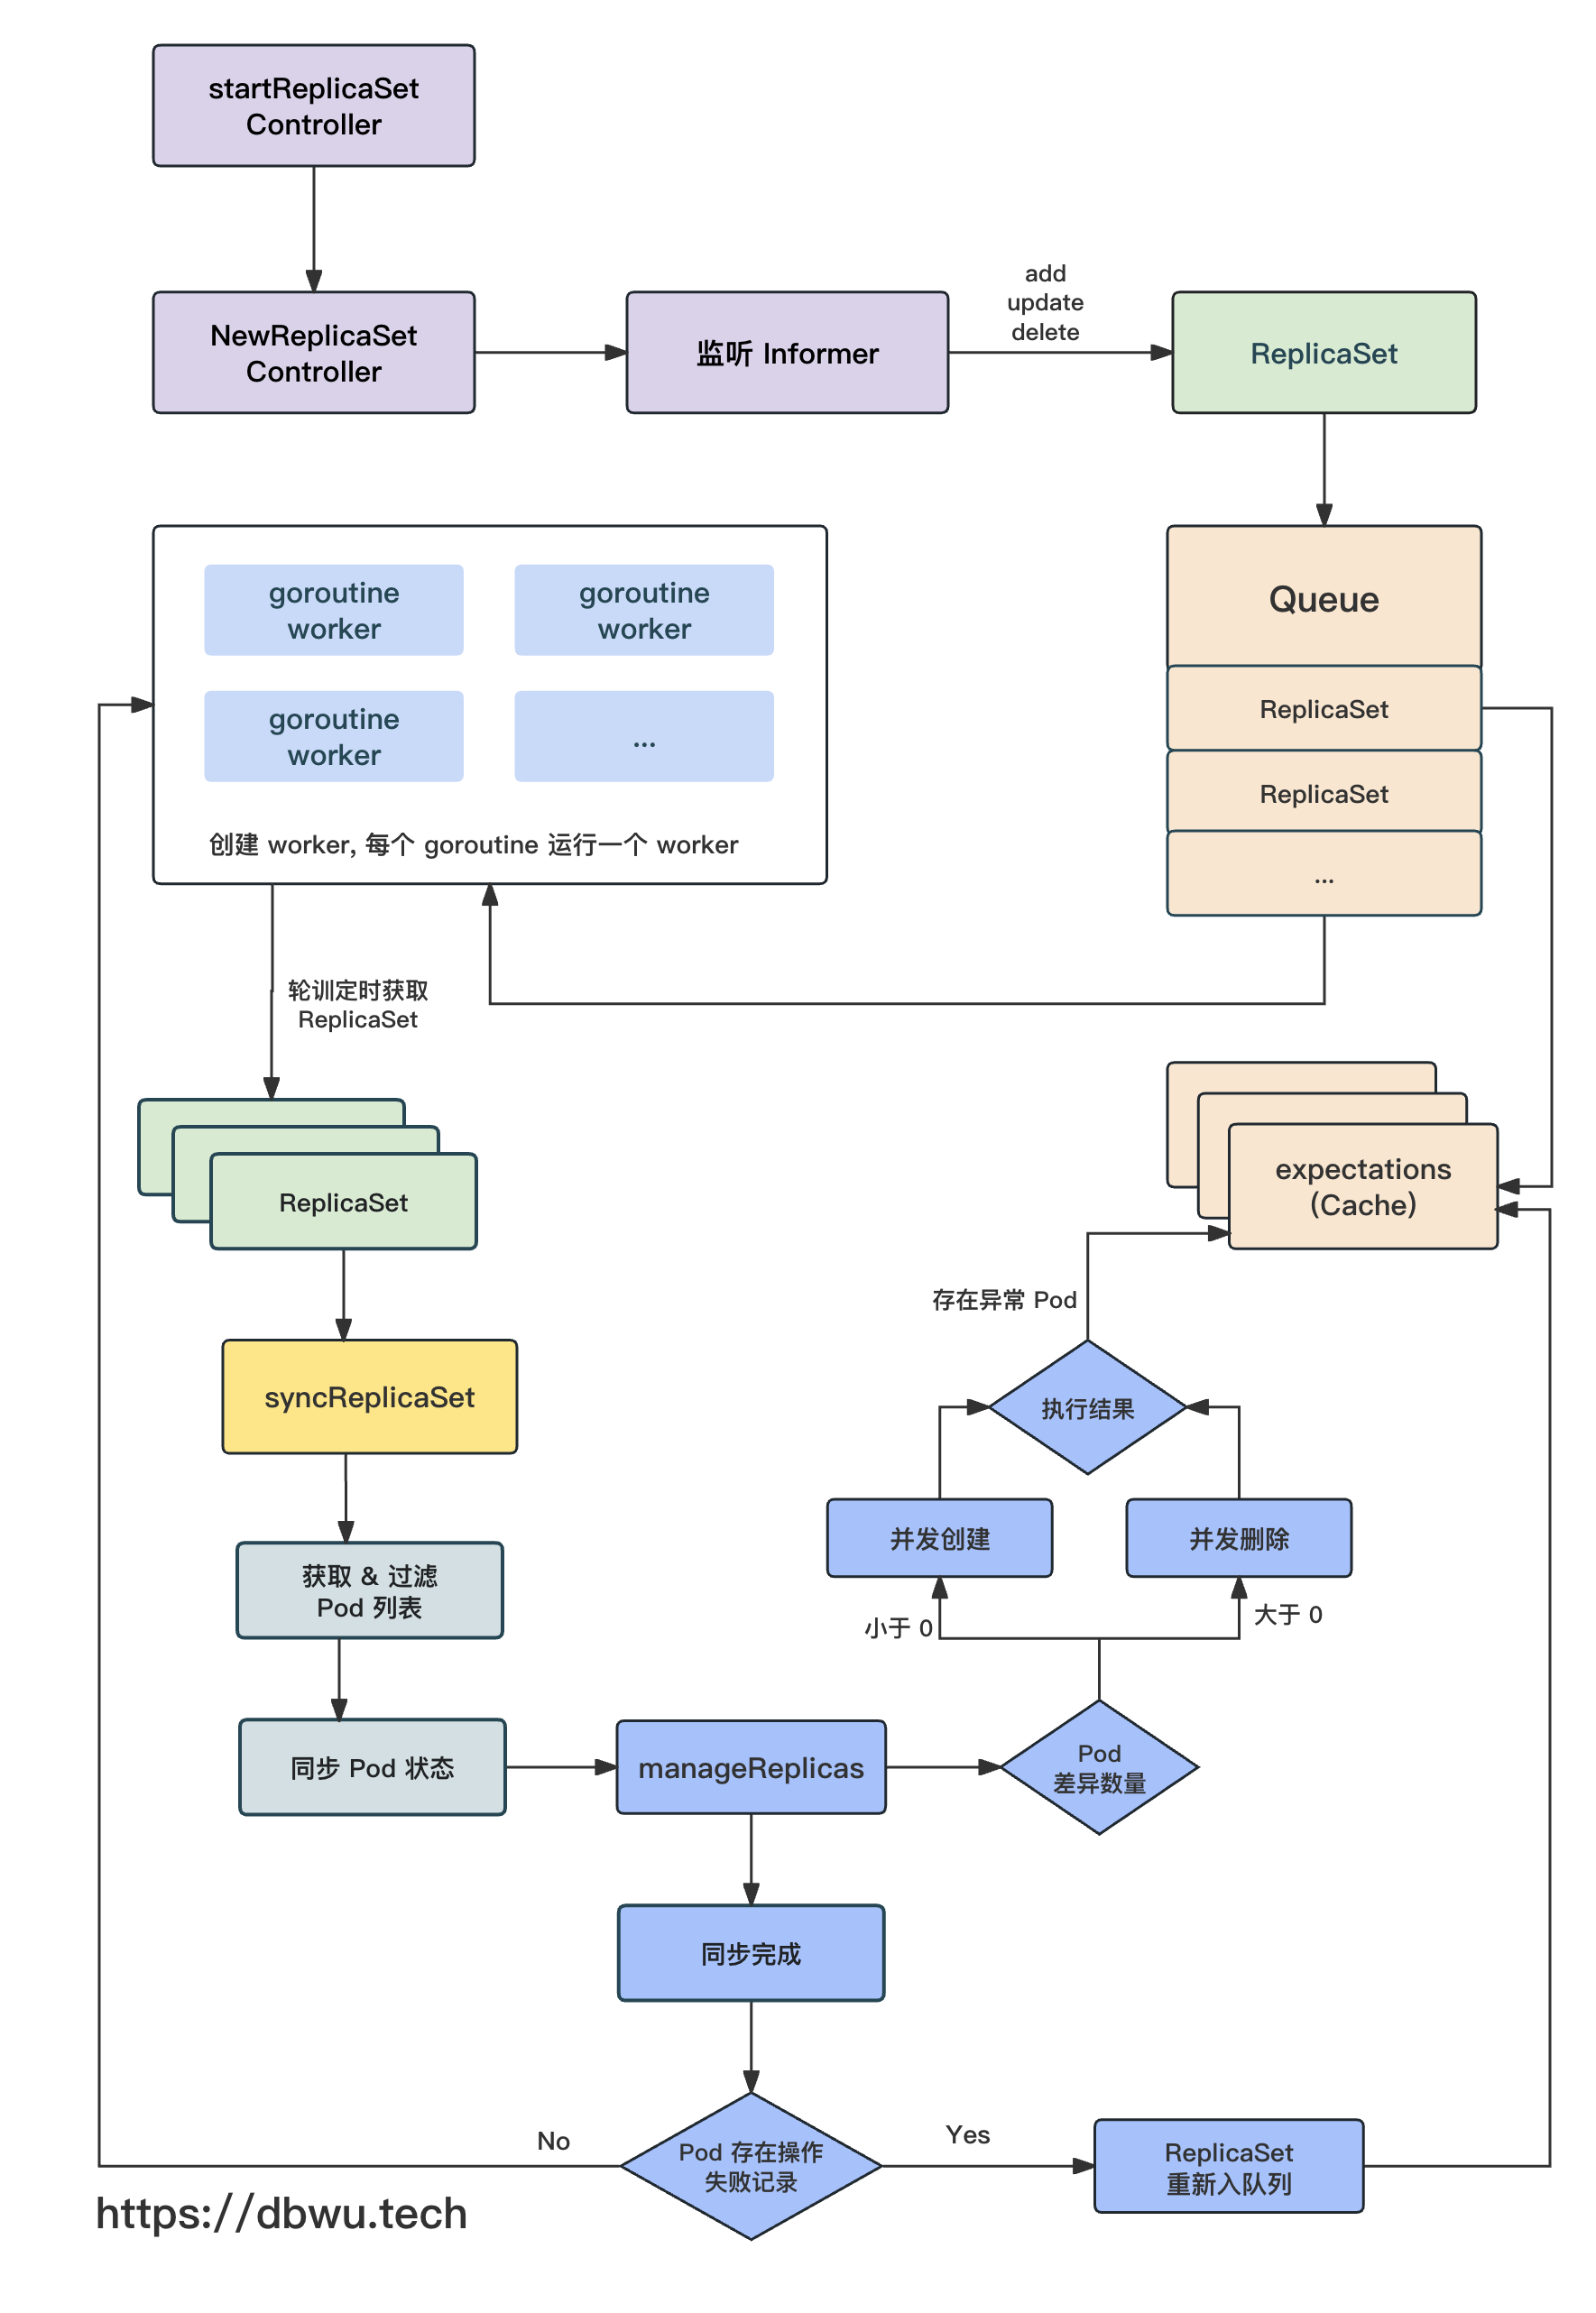 startReplicaSet
Controller
NewReplicaSet
Controller
监听 Informer
add
update
delete
ReplicaSet
goroutine
worker
goroutine
worker
goroutine
worker
...
创建 worker, 每个 goroutine 运行一个 worker
Queue
ReplicaSet
ReplicaSet
...
轮训定时获取
ReplicaSet
ReplicaSet
expectations
(Cache)
存在异常 Pod
syncReplicaSet
执行结果
获取 & 过滤
Pod 列表
并发创建
并发删除
小于 0
大于 0
同步 Pod 状态
manageReplicas
Pod
差异数量
同步完成
No
Pod 存在操作
失败记录
Yes
ReplicaSet
重新入队列
https://dbwu.tech